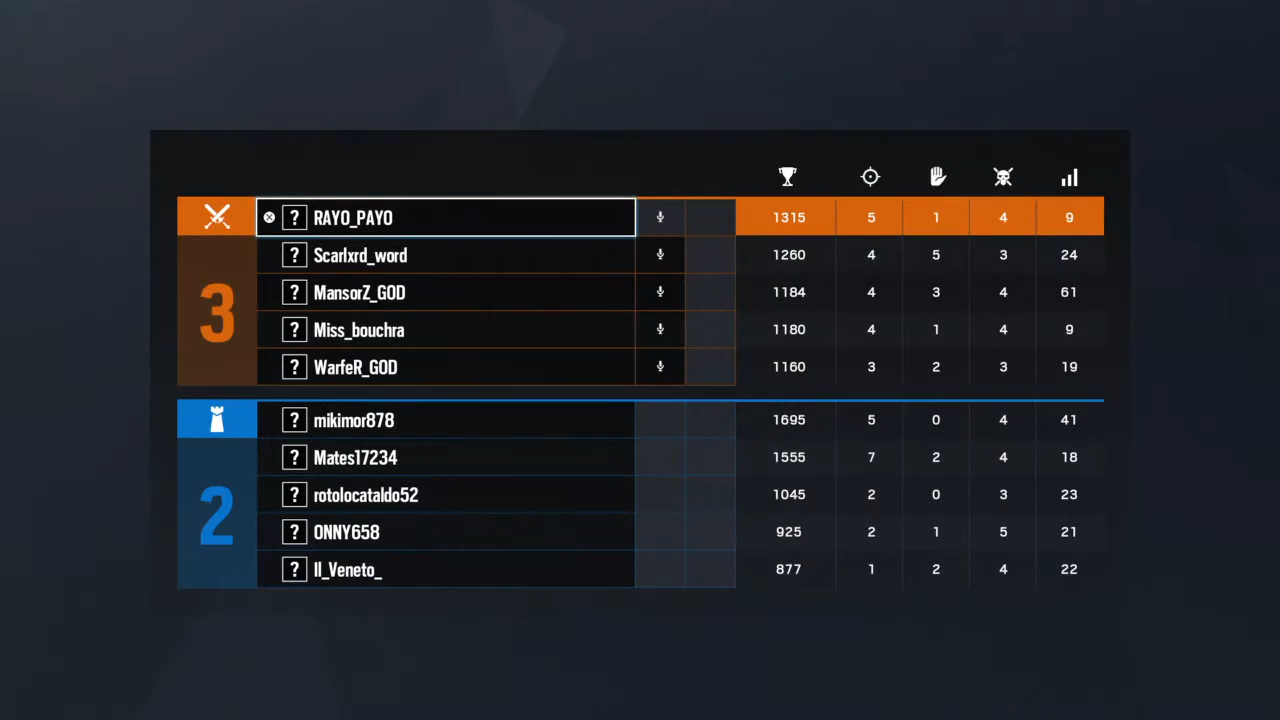 ? RAYO_PAYO 1315 5 1 4 9
? Scarlxrd_word 1260 4 5 3 24
? MansorZ_GOD 1184 4 3 4 61
3
? Miss_bouchra 1180 4 1 4 9
? WarfeR_GOD 1160 3 2 3 19
? mikimor878 1695 5 0 4 41
? Mates17234 1555 7 2 4 18
? rotolocataldo52 1045 2 0 3 23
2
? ONNY658 925 2 1 5 21
? Il_Veneto_ 877 1 2 4 22